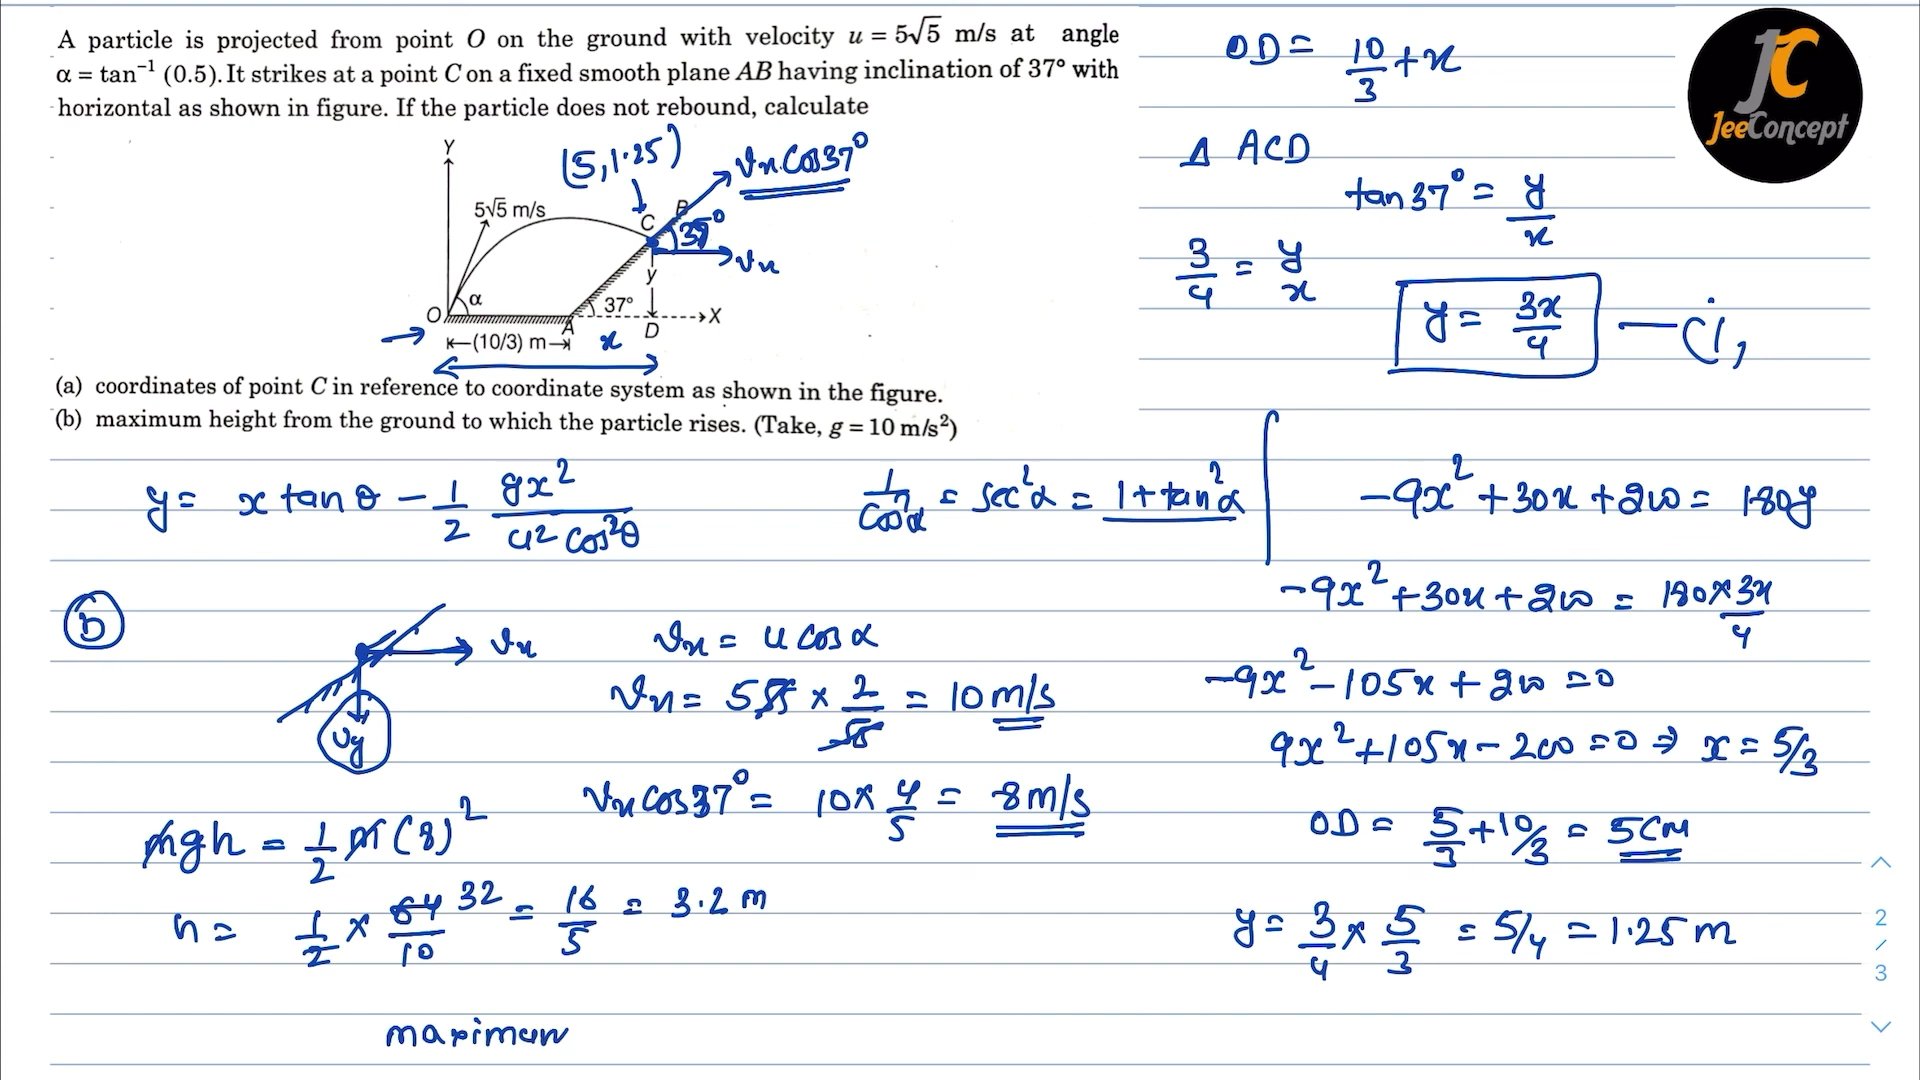 A particle is projected from point O on the ground with velocity u = 5√5 m/s at angle
α = tan⁻¹ (0.5). It strikes at a point C on a fixed smooth plane AB having inclination of 37° with
horizontal as shown in figure. If the particle does not rebound, calculate
Y
(5, 1.25)
vx cos37°
5√5 m/s
C
B
37°
vx
y
α
37°
O
A
D
X
(10/3) m
x
(a) coordinates of point C in reference to coordinate system as shown in the figure.
(b) maximum height from the ground to which the particle rises. (Take, g = 10 m/s²)
OD = 10/3 + x
Δ ACD
tan 37° = y/x
3/4 = y/x
y = 3x/4 — (i)
JC
JeeConcept
y = x tan θ − 1/2 gx²/u² cos²θ
1/cos²α = sec²α = 1 + tan²α
−9x² + 30x + 200 = 180y
−9x² + 30x + 200 = 180 × 3x/4
−9x² − 105x + 200 = 0
9x² + 105x − 200 = 0 ⇒ x = 5/3
OD = 5/3 + 10/3 = 5 cm
y = 3/4 × 5/3 = 5/4 = 1.25 m
b
vx
vy
vx = u cos α
vx = 5√5 × 2/√5 = 10 m/s
vx cos 37° = 10 × 4/5 = 8 m/s
mgh = 1/2 m (8)²
h = 1/2 × 64/10 32 = 16/5 = 3.2 m
maximum
2
/
3